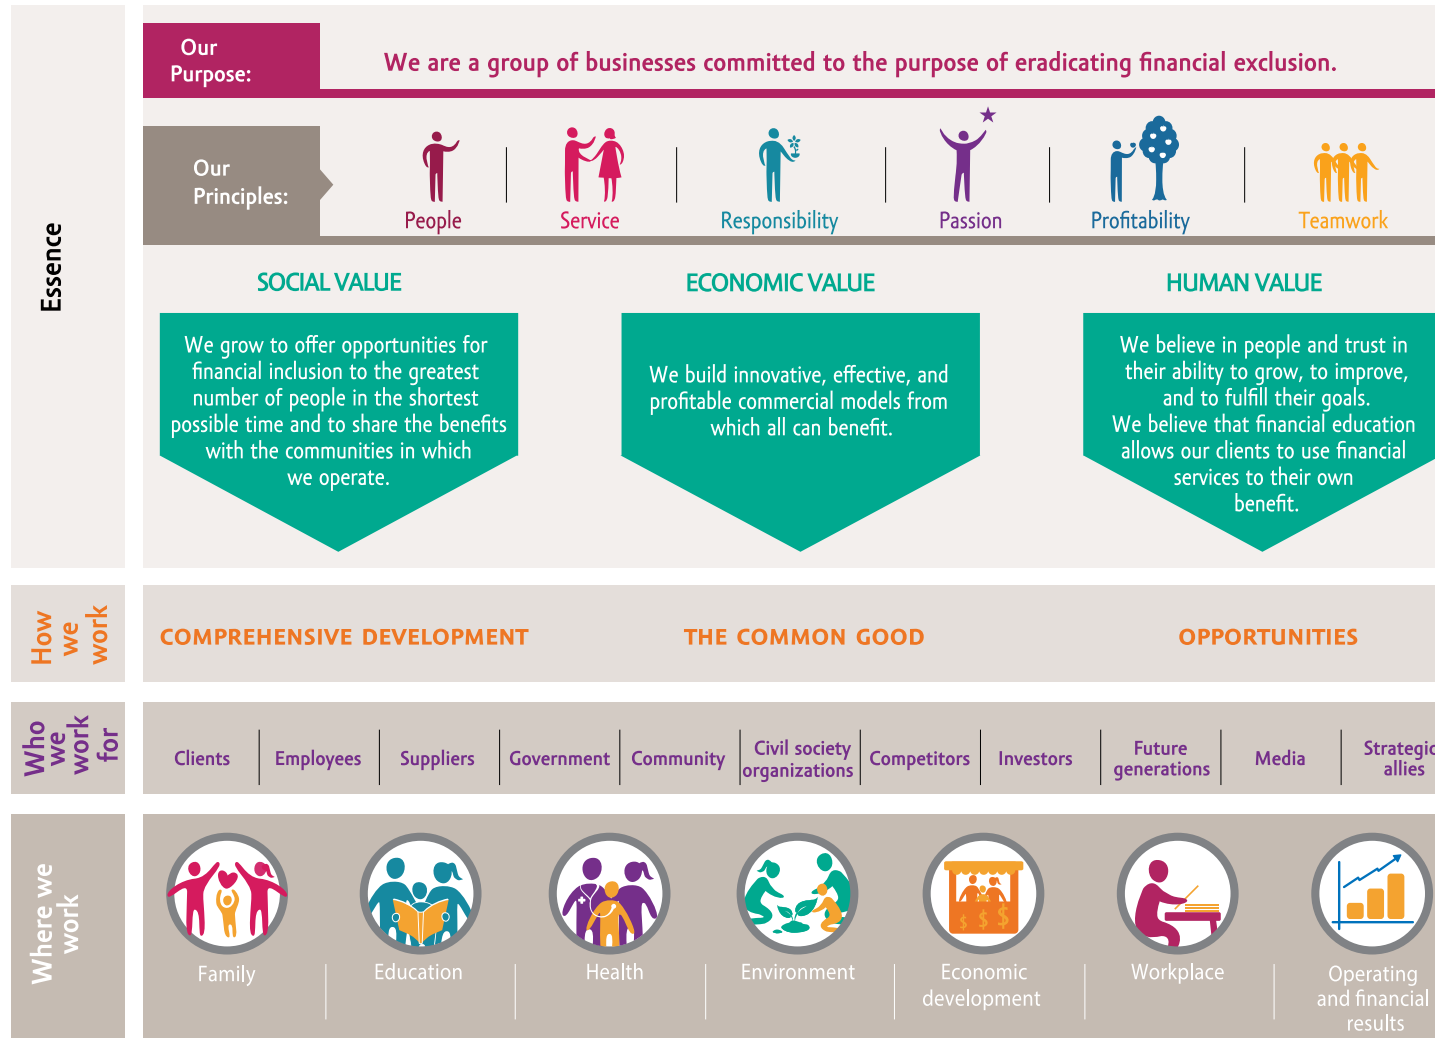 Our
Purpose:
We are a group of businesses committed to the purpose of eradicating financial exclusion.
Our
Principles:
People
Service
Responsibility
Passion
Profitability
Teamwork
Essence
SOCIAL VALUE
We grow to offer opportunities for
financial inclusion to the greatest
number of people in the shortest
possible time and to share the benefits
with the communities in which
we operate.
ECONOMIC VALUE
We build innovative, effective, and
profitable commercial models from
which all can benefit.
HUMAN VALUE
We believe in people and trust in
their ability to grow, to improve,
and to fulfill their goals.
We believe that financial education
allows our clients to use financial
services to their own
benefit.
How
we
work
COMPREHENSIVE DEVELOPMENT
THE COMMON GOOD
OPPORTUNITIES
Who
we
work
for
Clients
Employees
Suppliers
Government
Community
Civil society
organizations
Competitors
Investors
Future
generations
Media
Strategic
allies
Where we
work
$ $ $
Family
Education
Health
Environment
Economic
development
Workplace
Operating
and financial
results